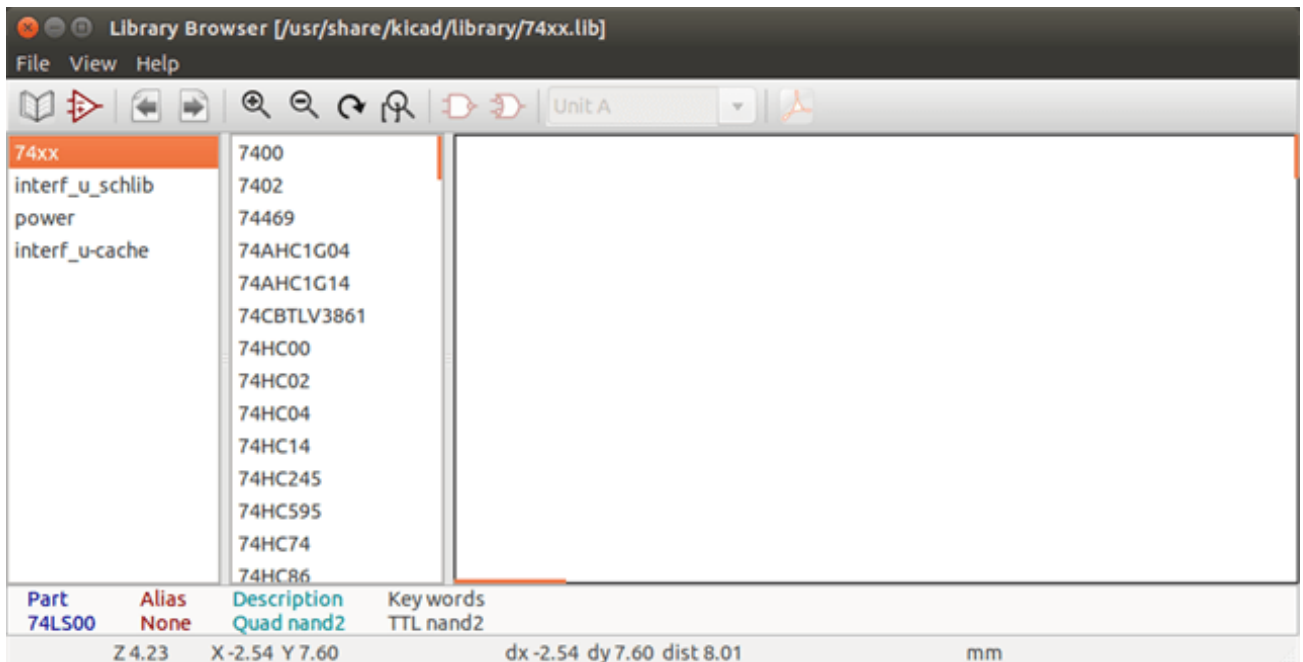 Library Browser [/usr/share/kicad/library/74xx.lib]
File View Help
Unit A
74xx
interf_u_schlib
power
interf_u-cache
7400
7402
74469
74AHC1G04
74AHC1G14
74CBTLV3861
74HC00
74HC02
74HC04
74HC14
74HC245
74HC595
74HC74
74HC86
Part Alias Description Key words
74LS00 None Quad nand2 TTL nand2
Z 4.23 X -2.54 Y 7.60 dx -2.54 dy 7.60 dist 8.01 mm